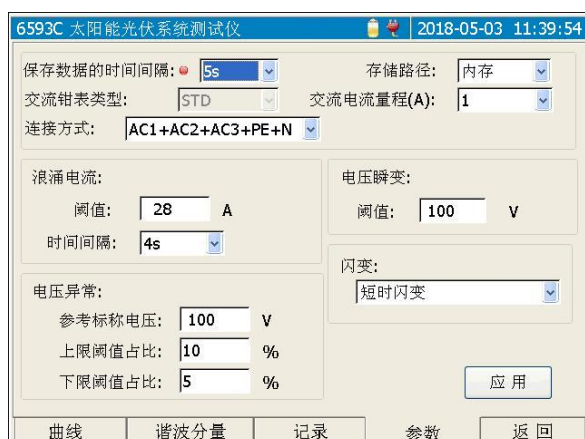 6593C 太阳能光伏系统测试仪 2018-05-03 11:39:54
保存数据的时间间隔: 5s 存储路径: 内存
交流钳表类型: STD 交流电流量程(A): 1
连接方式: AC1+AC2+AC3+PE+N
浪涌电流: 电压瞬变:
阈值: 28 A 阈值: 100 V
时间间隔: 4s
闪变:
短时闪变
电压异常:
参考标称电压: 100 V
上限阈值占比: 10 %
下限阈值占比: 5 % 应用
曲线 谐波分量 记录 参数 返回